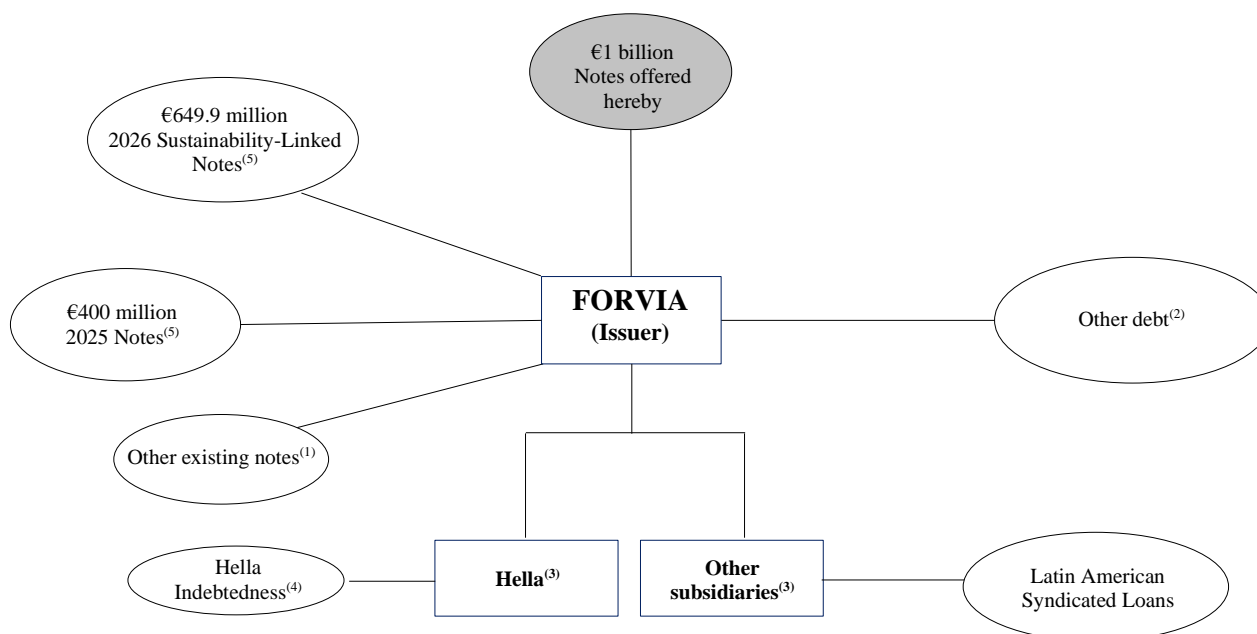 €1 billion
Notes offered
hereby
€649.9 million
2026 Sustainability-Linked
Notes(5)
FORVIA
(Issuer)
€400 million
2025 Notes(5)
Other debt(2)
Other existing notes(1)
Hella
Indebtedness(4)
Hella(3)
Other
subsidiaries(3)
Latin American
Syndicated Loans